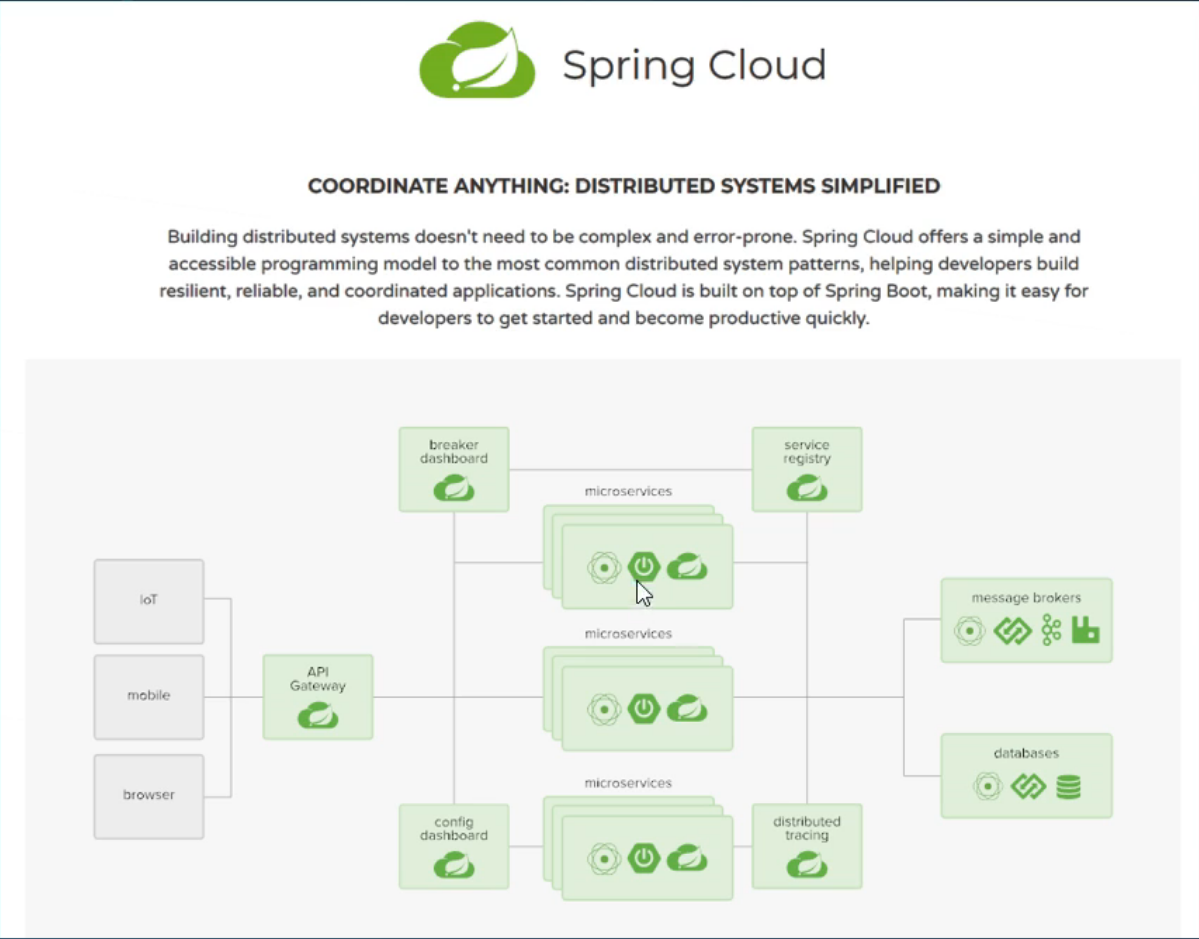 Spring Cloud
COORDINATE ANYTHING: DISTRIBUTED SYSTEMS SIMPLIFIED
Building distributed systems doesn't need to be complex and error-prone. Spring Cloud offers a simple and
accessible programming model to the most common distributed system patterns, helping developers build
resilient, reliable, and coordinated applications. Spring Cloud is built on top of Spring Boot, making it easy for
developers to get started and become productive quickly.
breaker
dashboard
service
registry
microservices
IoT
message brokers
microservices
API
Gateway
mobile
databases
microservices
browser
config
dashboard
distributed
tracing